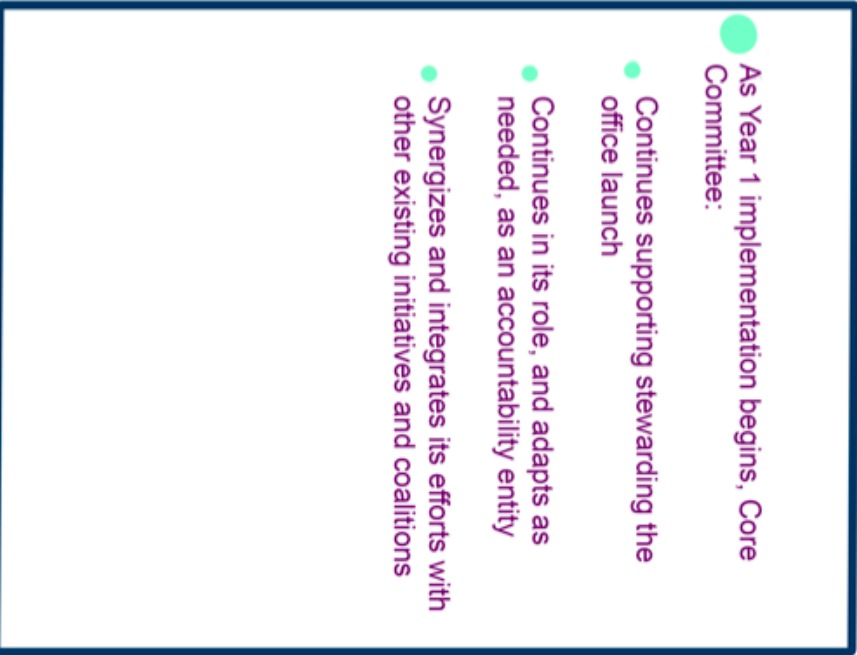 As Year 1 implementation begins, Core
Committee:
Continues supporting stewarding the
office launch
Continues in its role, and adapts as
needed, as an accountability entity
Synergizes and integrates its efforts with
other existing initiatives and coalitions